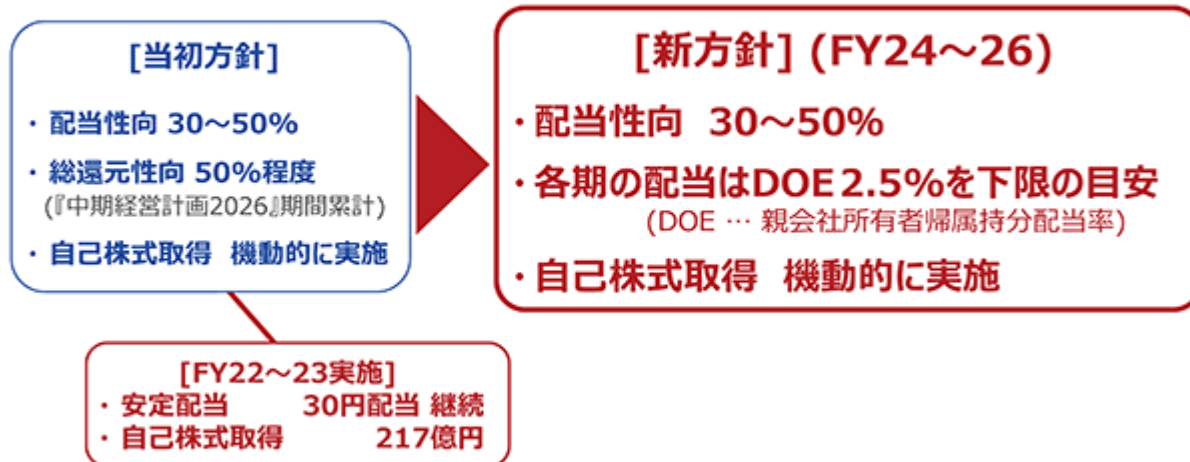 [当初方針]
・配当性向 30～50%
・総還元性向 50%程度
(『中期経営計画2026』期間累計)
・自己株式取得 機動的に実施
[新方針] (FY24～26)
・配当性向 30～50%
・各期の配当はDOE 2.5%を下限の目安
(DOE … 親会社所有者帰属持分配当率)
・自己株式取得 機動的に実施
[FY22～23実施]
・安定配当 30円配当 継続
・自己株式取得 217億円